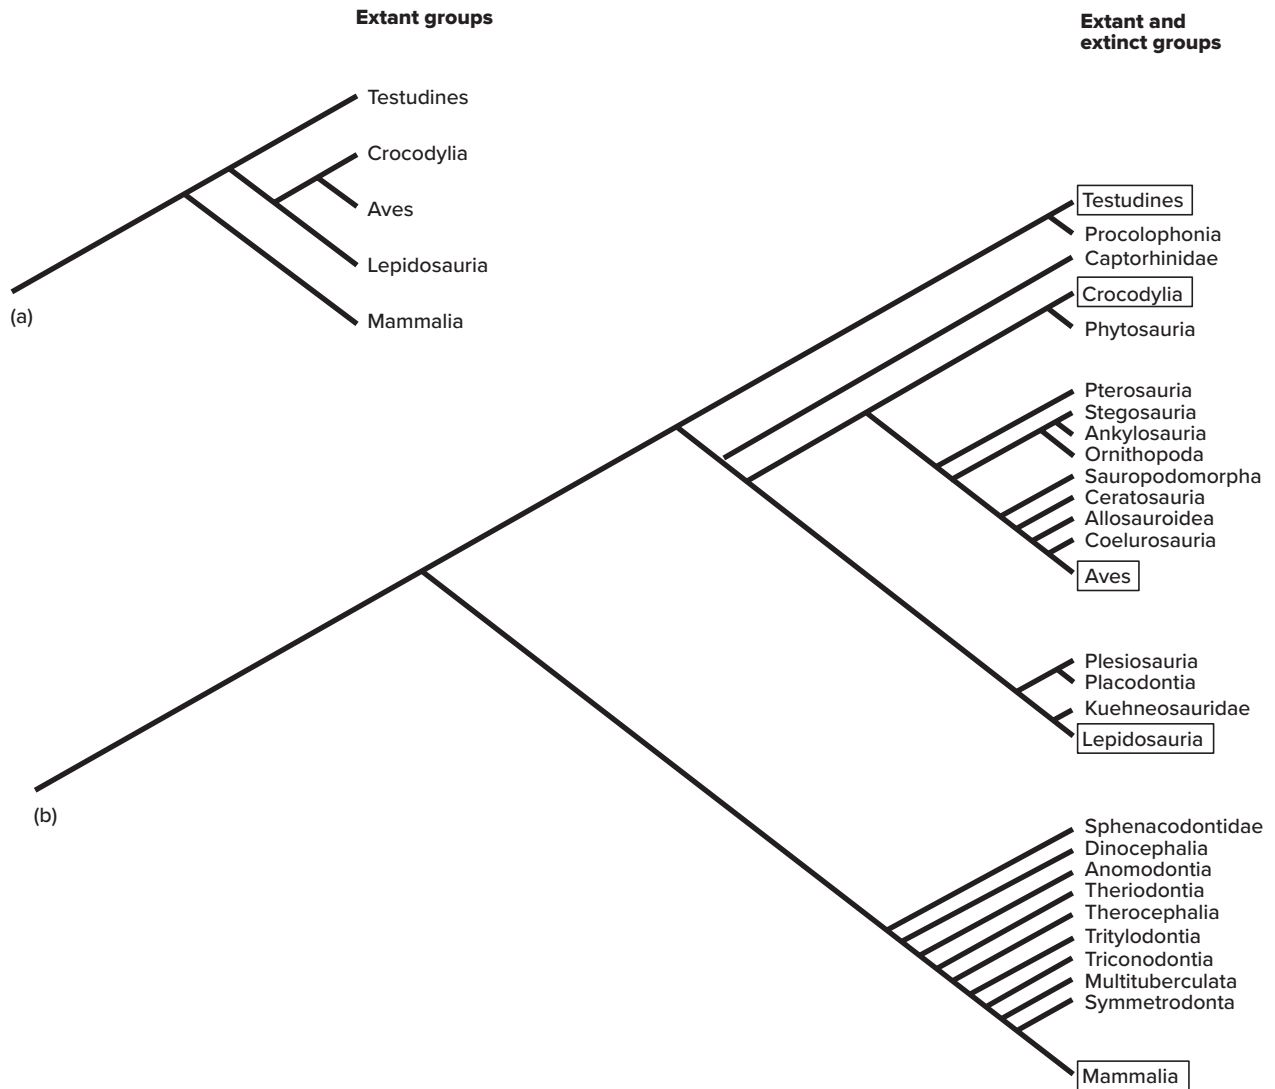 Extant groups
Extant and
extinct groups
Testudines
Crocodylia
Aves
Lepidosauria
Mammalia
(a)
Testudines
Procolophonia
Captorhinidae
Crocodylia
Phytosauria
Pterosauria
Stegosauria
Ankylosauria
Ornithopoda
Sauropodomorpha
Ceratosauria
Allosauroidea
Coelurosauria
Aves
Plesiosauria
Placodontia
Kuehneosauridae
Lepidosauria
(b)
Sphenacodontidae
Dinocephalia
Anomodontia
Theriodontia
Therocephalia
Tritylodontia
Triconodontia
Multituberculata
Symmetrodonta
Mammalia